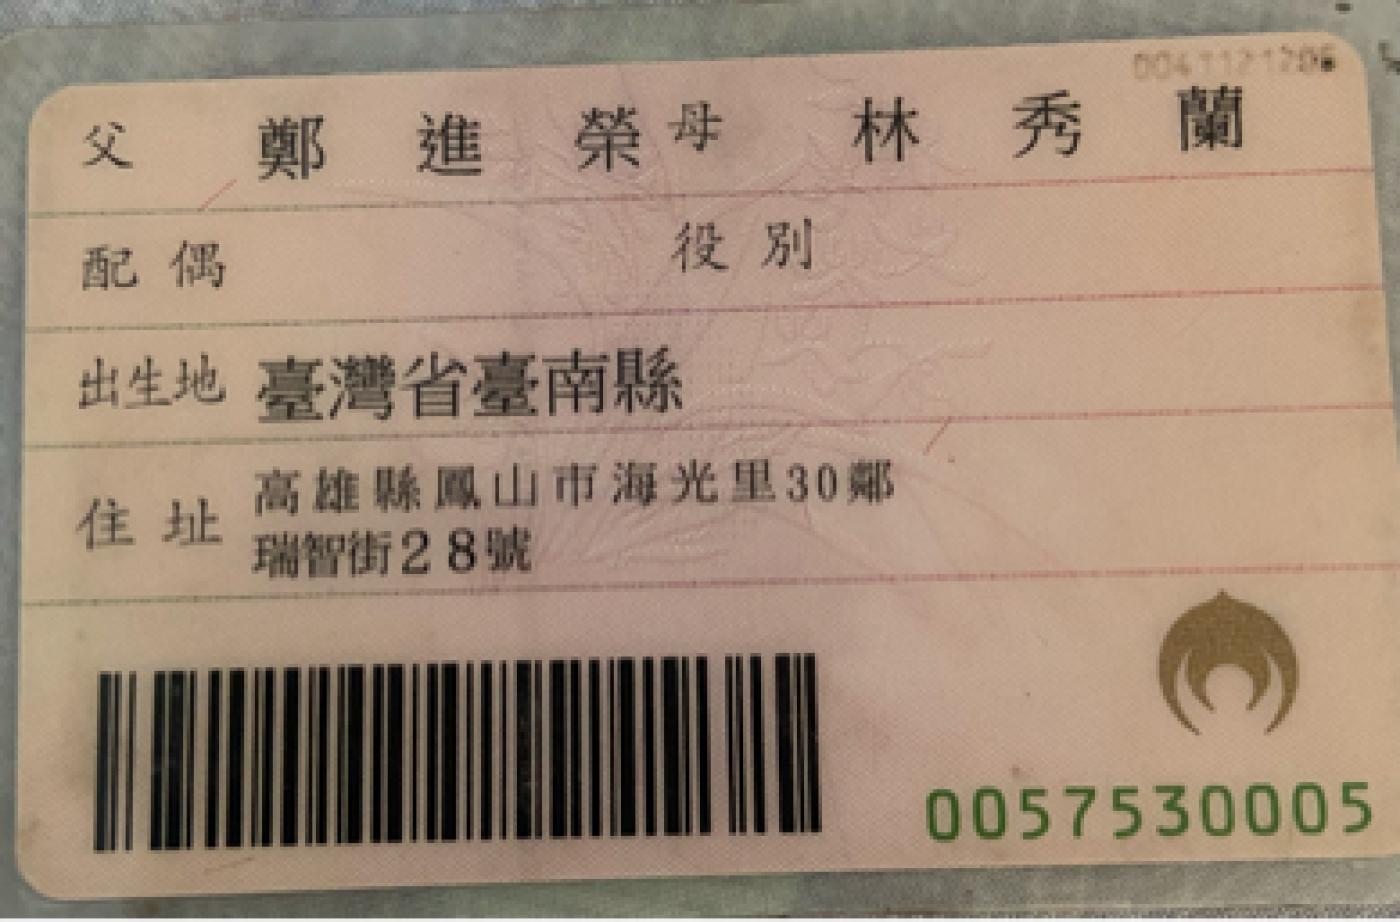 0041121205
父 鄭進榮 母 林秀蘭
配偶 役別
出生地 臺灣省臺南縣
住址 高雄縣鳳山市海光里30鄰
瑞智街28號
0057530005